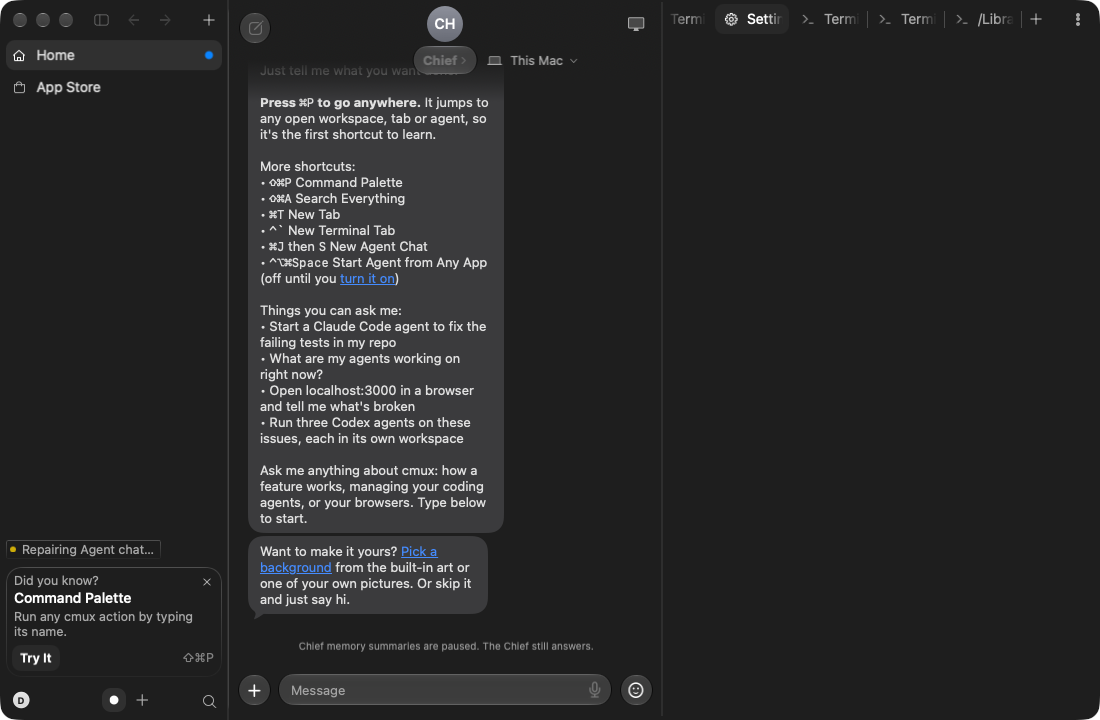 Home
App Store
Repairing Agent chat...
Did you know?
Command Palette
Run any cmux action by typing
its name.
Try It
⇧⌘P
D
CH
Chief
This Mac
Just tell me what you want done.
Press ⌘P to go anywhere. It jumps to
any open workspace, tab or agent, so
it's the first shortcut to learn.
More shortcuts:
• ⇧⌘P Command Palette
• ⇧⌘A Search Everything
• ⌘T New Tab
• ^` New Terminal Tab
• ⌘J then S New Agent Chat
• ^⌥⌘Space Start Agent from Any App
(off until you turn it on)
Things you can ask me:
• Start a Claude Code agent to fix the
failing tests in my repo
• What are my agents working on
right now?
• Open localhost:3000 in a browser
and tell me what's broken
• Run three Codex agents on these
issues, each in its own workspace
Ask me anything about cmux: how a
feature works, managing your coding
agents, or your browsers. Type below
to start.
Want to make it yours? Pick a
background from the built-in art or
one of your own pictures. Or skip it
and just say hi.
Chief memory summaries are paused. The Chief still answers.
Message
Termi
Settin
Termi
Termi
/Libra